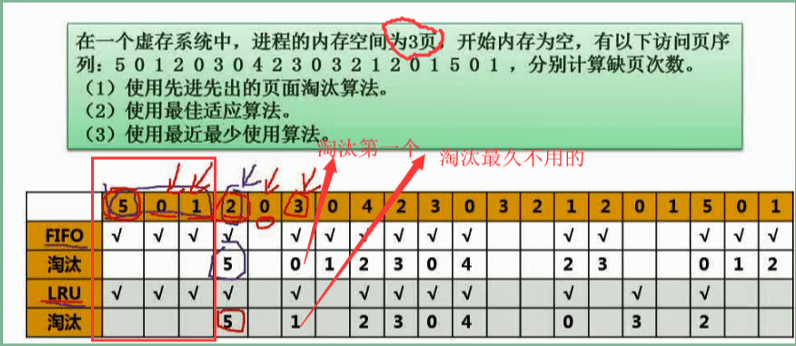 在一个虚存系统中，进程的内存空间为3页，开始内存为空，有以下访问页序
列：5 0 1 2 0 3 0 4 2 3 0 3 2 1 2 0 1 5 0 1 ，分别计算缺页次数。
（1）使用先进先出的页面淘汰算法。
（2）使用最佳适应算法。
（3）使用最近最少使用算法。
淘汰第一个
淘汰最久不用的
5 0 1 2 0 3 0 4 2 3 0 3 2 1 2 0 1 5 0 1
FIFO √ √ √ √ √ √ √ √ √ √ √ √ √ √ √
淘汰 5 0 1 2 3 0 4 2 3 0 1 2
LRU √ √ √ √ √ √ √ √ √ √ √ √
淘汰 5 1 2 3 0 4 0 3 2